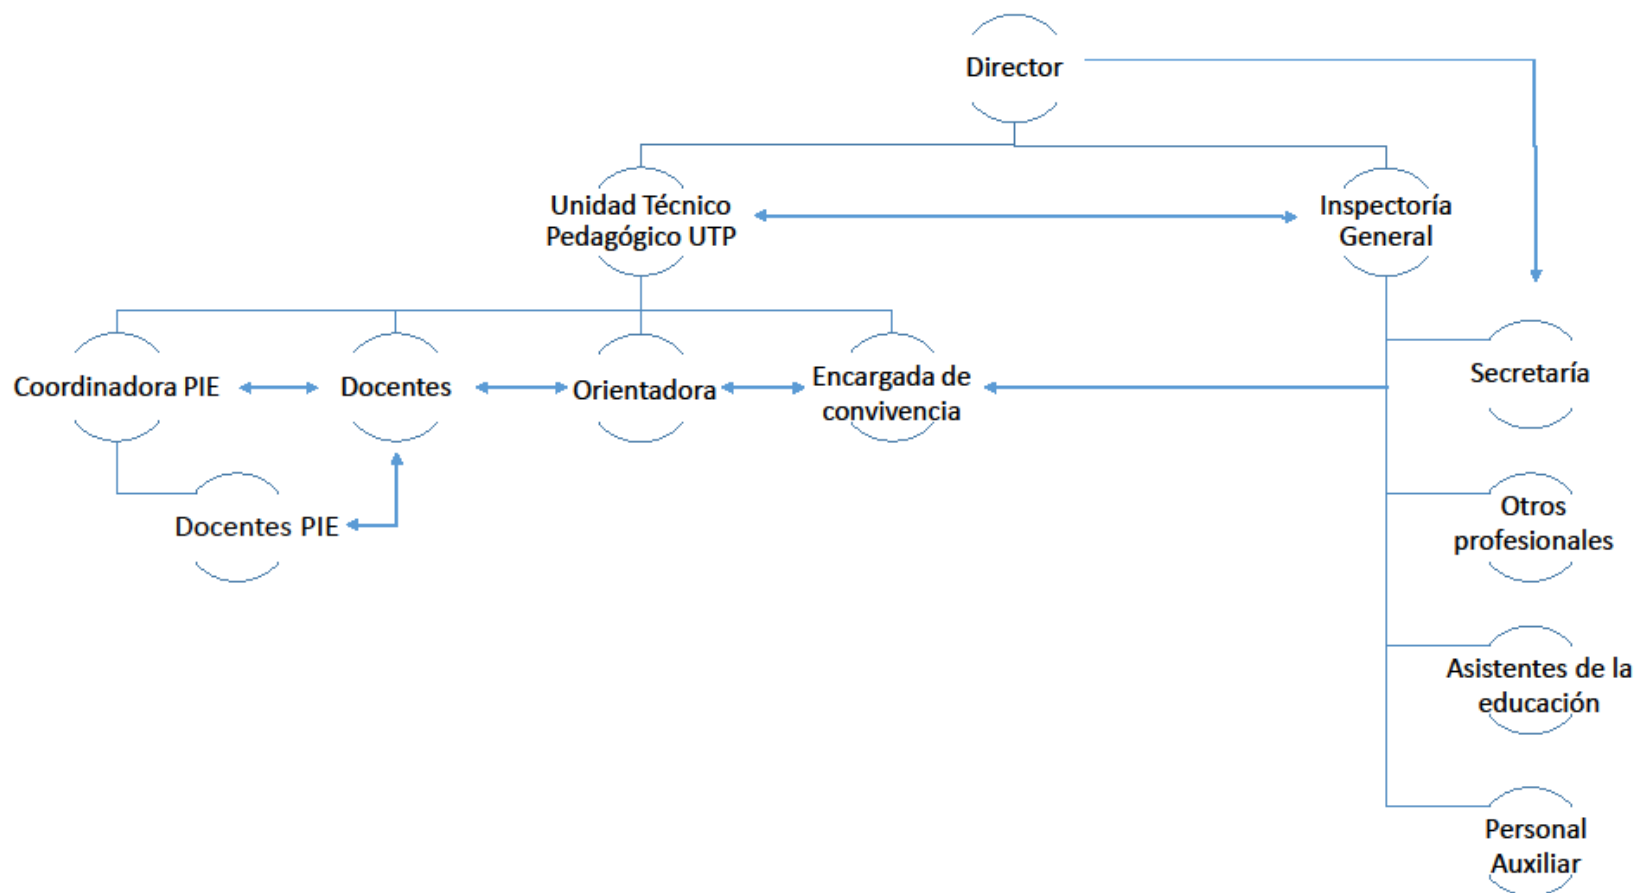 Director
Unidad Técnico
Pedagógico UTP
Inspectoría
General
Coordinadora PIE
Docentes
Orientadora
Encargada de
convivencia
Secretaría
Docentes PIE
Otros
profesionales
Asistentes de la
educación
Personal
Auxiliar